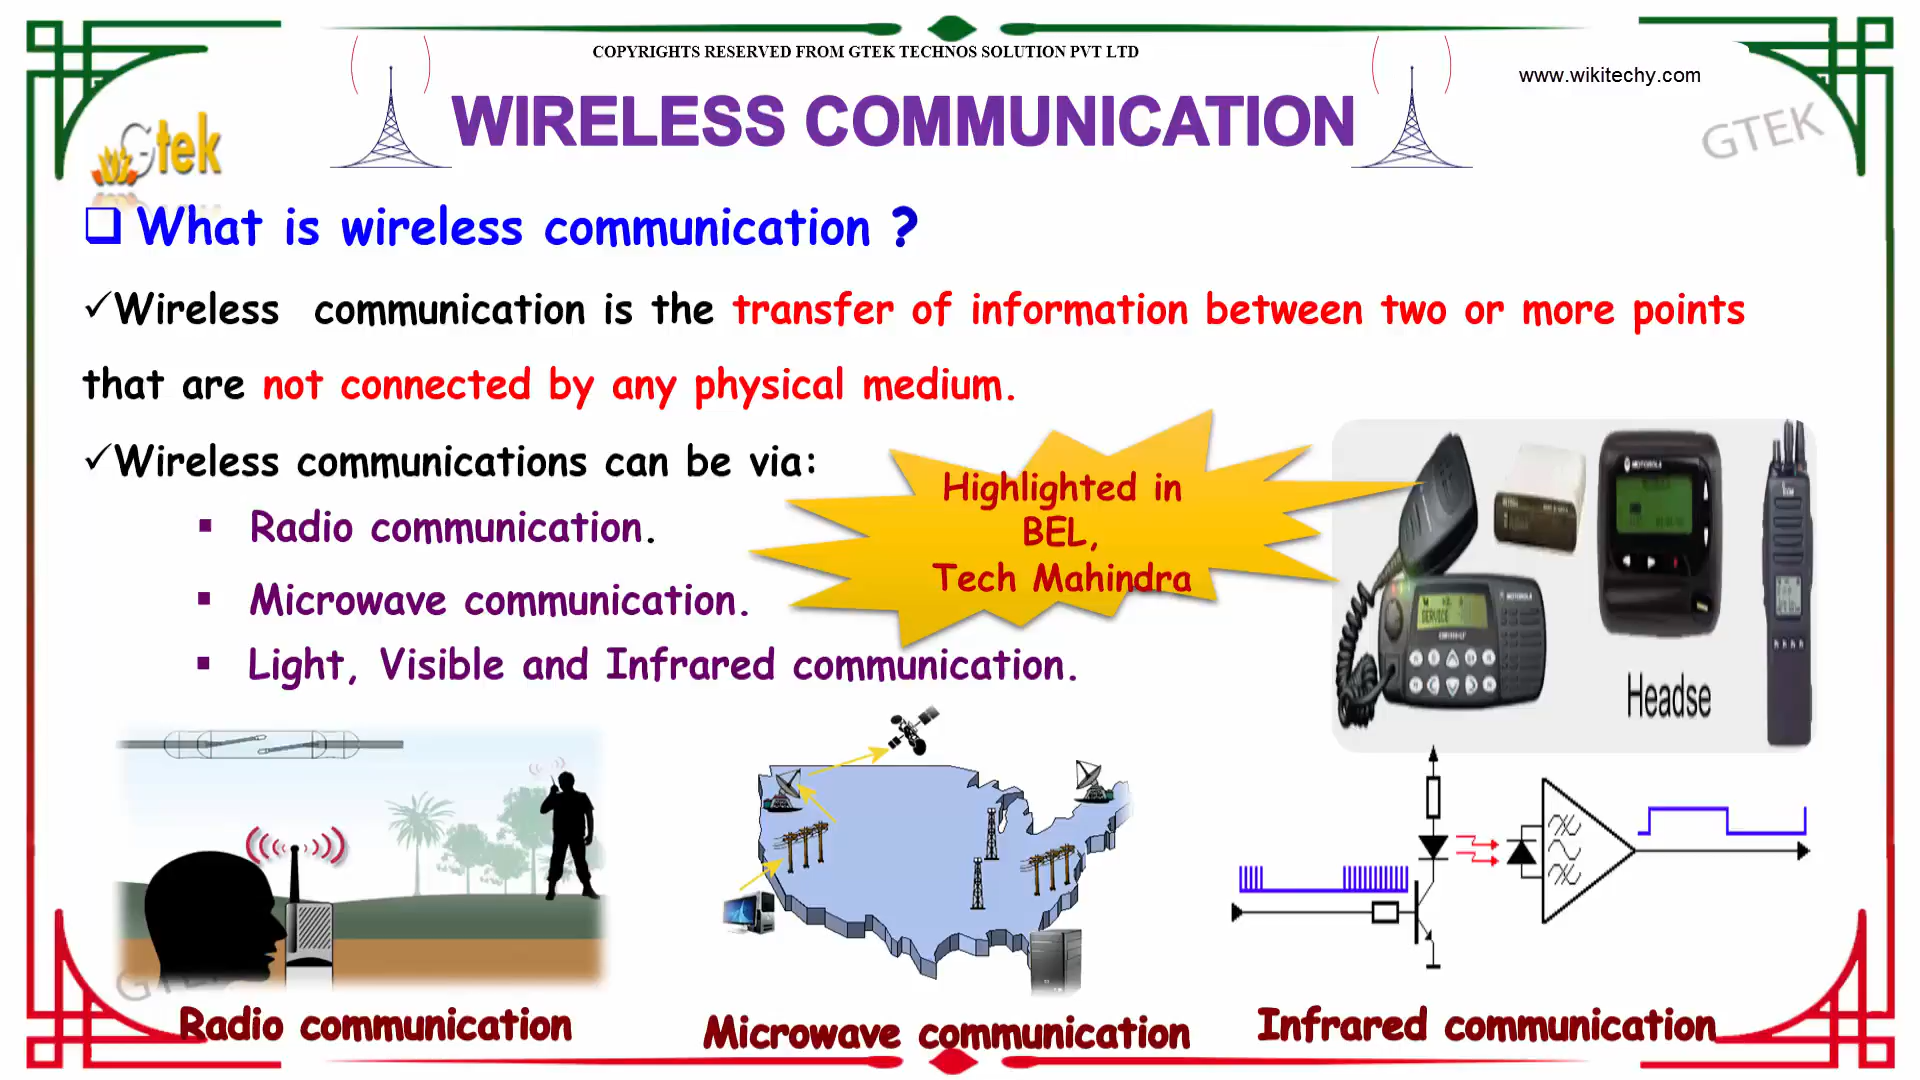 COPYRIGHTS RESERVED FROM GTEK TECHNOS SOLUTION PVT LTD
www.wikitechy.com
WIRELESS COMMUNICATION
Gtek
GTEK
❑ What is wireless communication ?
✓Wireless communication is the transfer of information between two or more points
that are not connected by any physical medium.
✓Wireless communications can be via:
▪ Radio communication.
▪ Microwave communication.
▪ Light, Visible and Infrared communication.
Highlighted in
BEL,
Tech Mahindra
MOTOROLA
SERVICE
Headse
GTEK
Radio communication
Microwave communication
Infrared communication